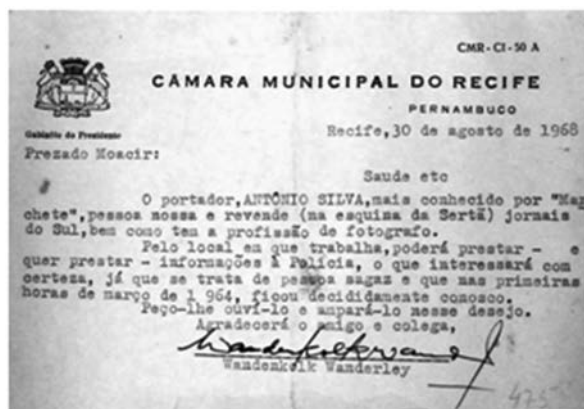 CMR - CI - 50 A
CÂMARA MUNICIPAL DO RECIFE
PERNAMBUCO
Gabinete do Presidente
Recife,30 de agosto de 1968
Prezado Moacir:
Saude etc
O portador,ANTÔNIO SILVA,mais conhecido por "Man
chete",pessoa nossa e revende (na esquina da Sertã) jornais
do Sul,bem como tem a profissão de fotografo.
Pelo local em que trabalha,poderá prestar - e
quer prestar - informações à Polícia, o que interessará com
certeza, já que se trata de pessoa sagaz e que nas primeiras
horas de março de 1 964, ficou decididamente conosco.
Peço-lhe ouví-lo e ampará-lo nesse desejo.
Agradecerá o amigo e colega,
Wandenkolk Wanderley